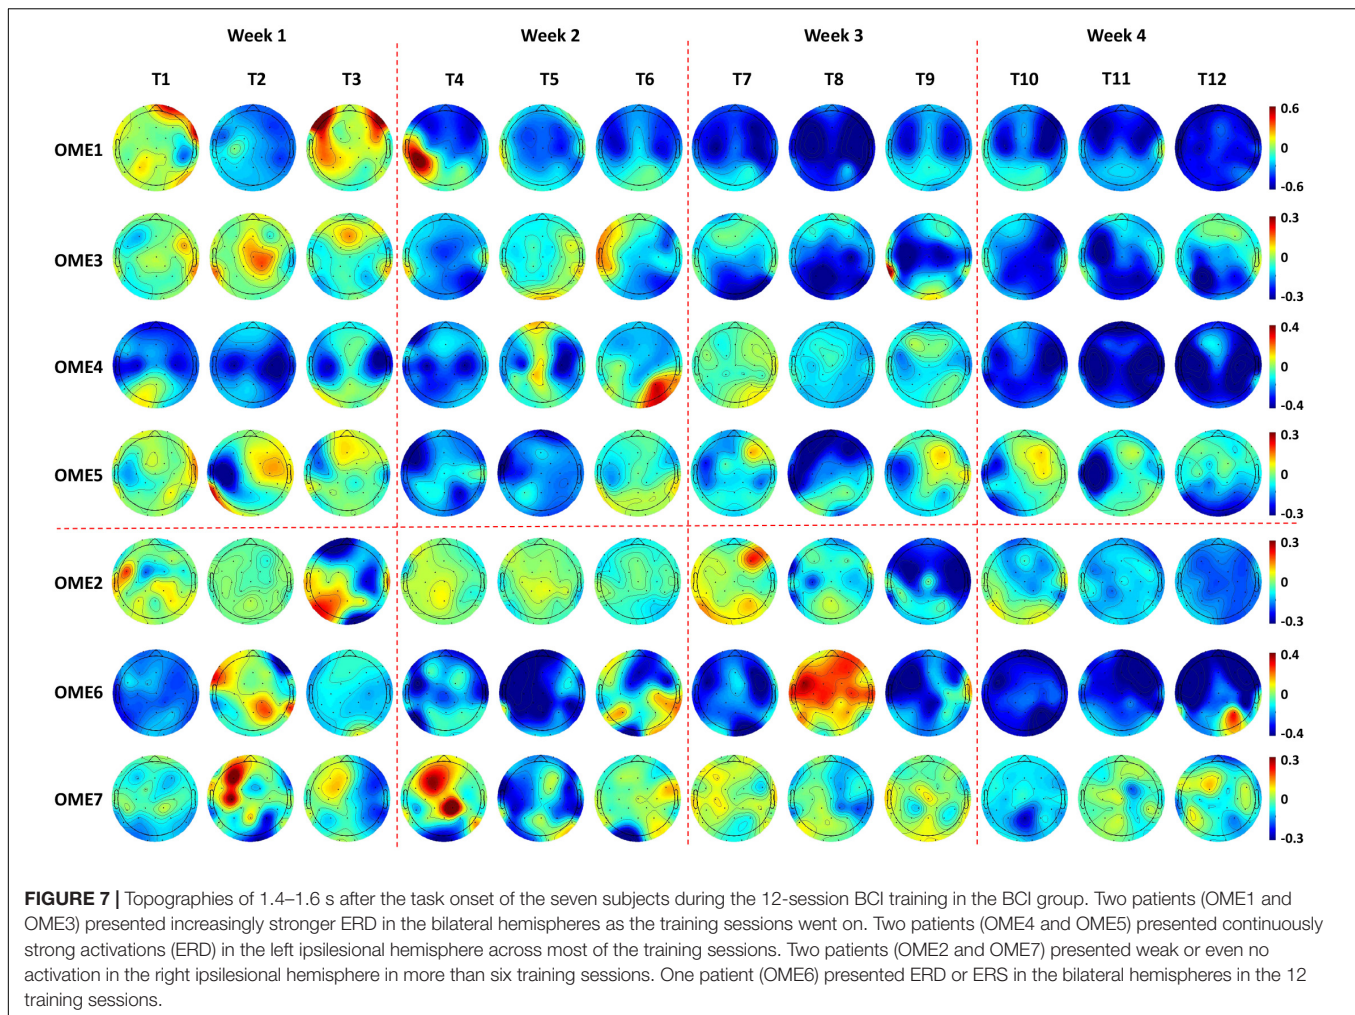 Week 1 Week 2 Week 3 Week 4
T1 T2 T3 T4 T5 T6 T7 T8 T9 T10 T11 T12
OME1 0.6 0 -0.6
OME3 0.3 0 -0.3
OME4 0.4 0 -0.4
OME5 0.3 0 -0.3
OME2 0.3 0 -0.3
OME6 0.4 0 -0.4
OME7 0.3 0 -0.3
FIGURE 7 | Topographies of 1.4–1.6 s after the task onset of the seven subjects during the 12-session BCI training in the BCI group. Two patients (OME1 and
OME3) presented increasingly stronger ERD in the bilateral hemispheres as the training sessions went on. Two patients (OME4 and OME5) presented continuously
strong activations (ERD) in the left ipsilesional hemisphere across most of the training sessions. Two patients (OME2 and OME7) presented weak or even no
activation in the right ipsilesional hemisphere in more than six training sessions. One patient (OME6) presented ERD or ERS in the bilateral hemispheres in the 12
training sessions.